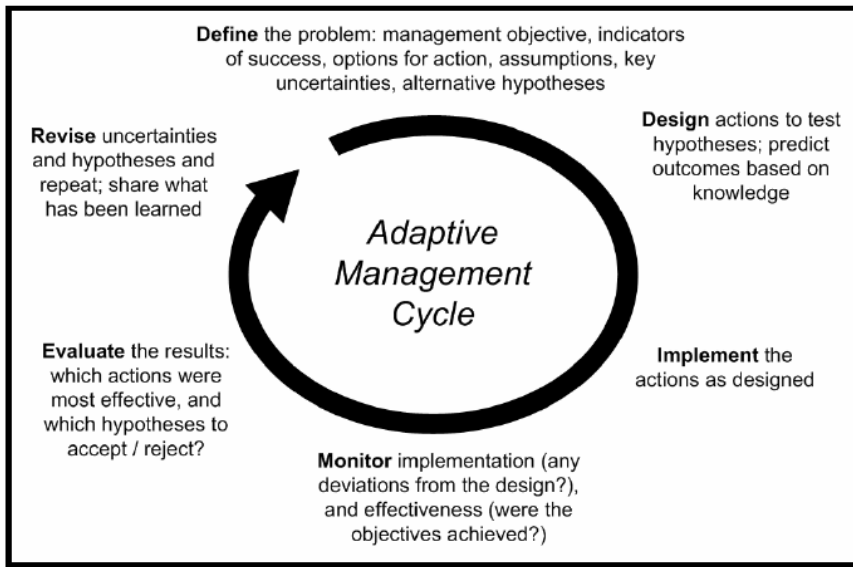 Define the problem: management objective, indicators
of success, options for action, assumptions, key
uncertainties, alternative hypotheses
Design actions to test
hypotheses; predict
outcomes based on
knowledge
Implement the
actions as designed
Monitor implementation (any
deviations from the design?),
and effectiveness (were the
objectives achieved?)
Evaluate the results:
which actions were
most effective, and
which hypotheses to
accept / reject?
Revise uncertainties
and hypotheses and
repeat; share what
has been learned
Adaptive
Management
Cycle